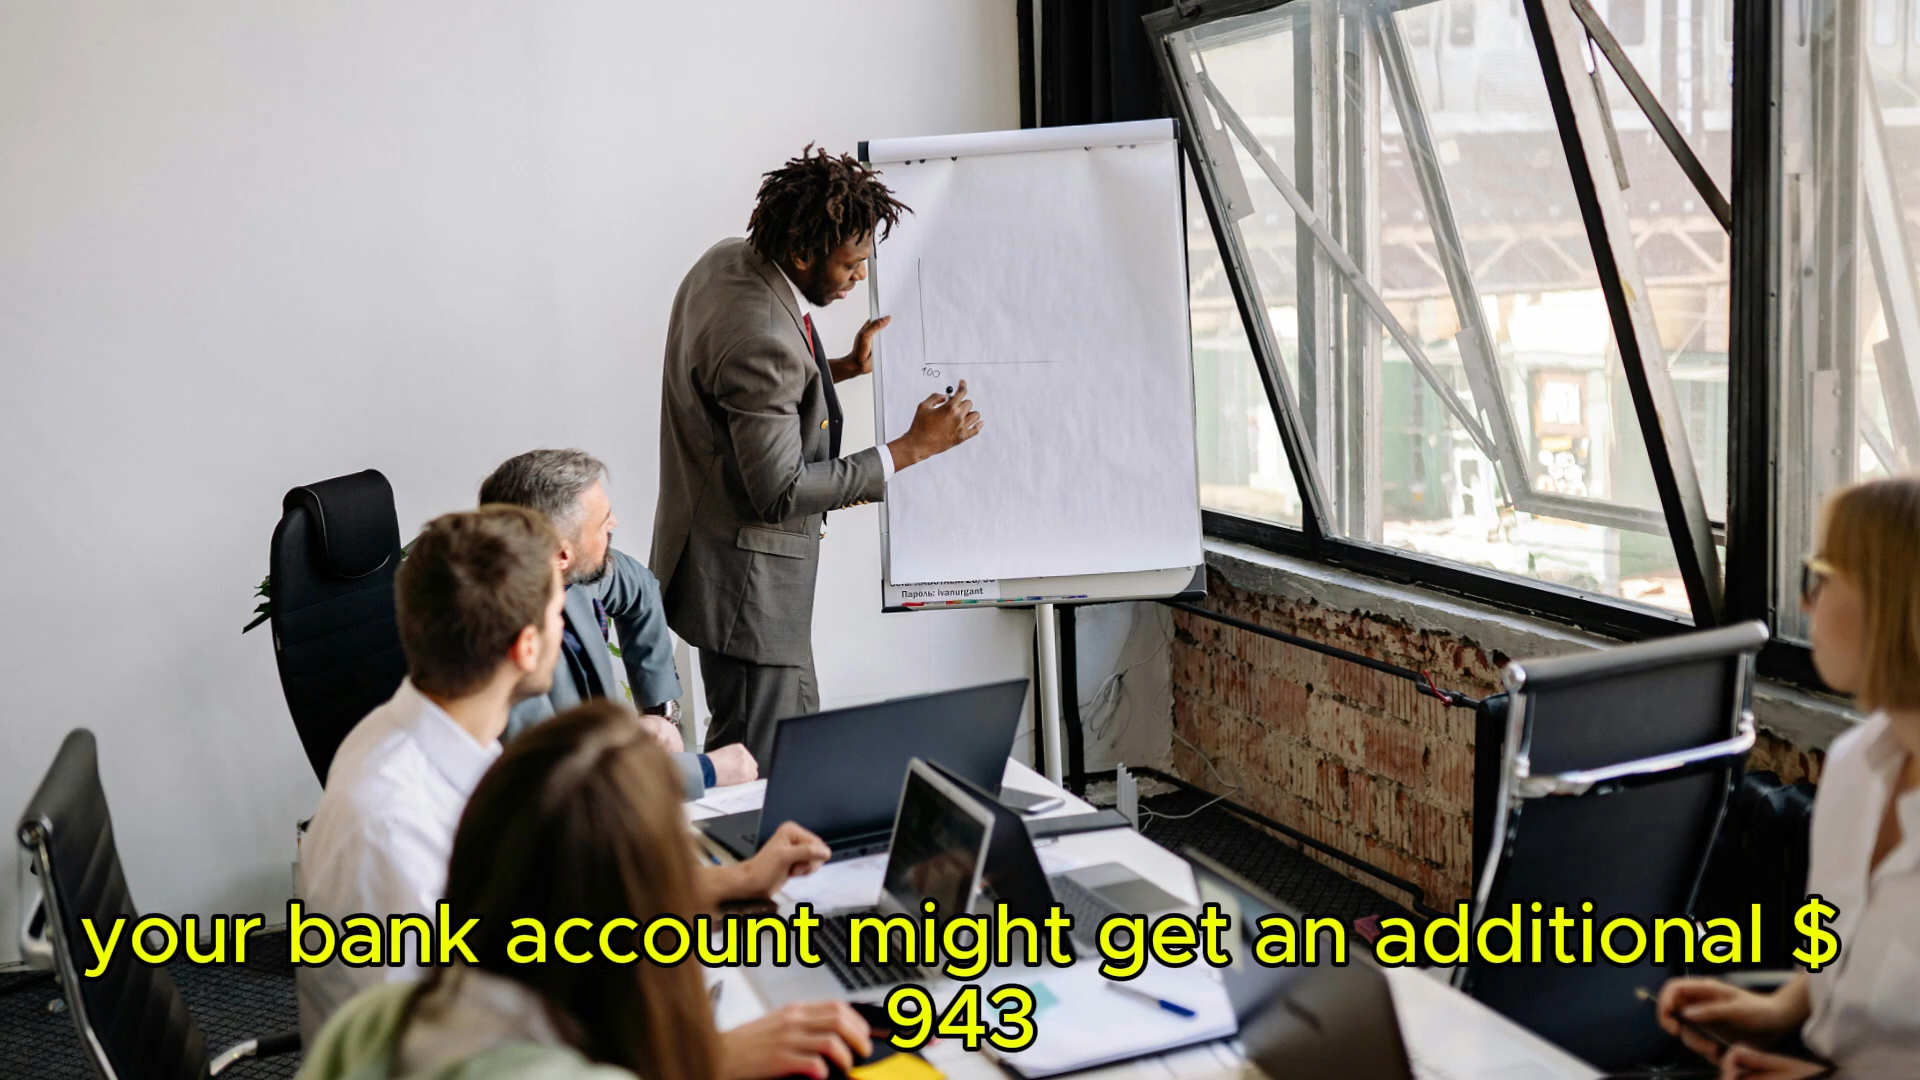 100
Пароль: ivanurgant
your bank account might get an additional $
943